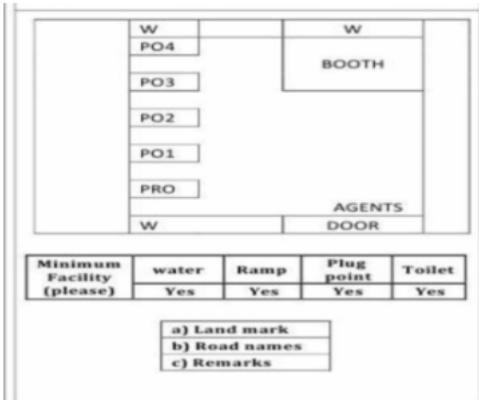 W W
PO4
BOOTH
PO3
PO2
PO1
PRO
AGENTS
W DOOR
Minimum Facility (please) water Ramp Plug point Toilet
Yes Yes Yes Yes
a) Land mark
b) Road names
c) Remarks